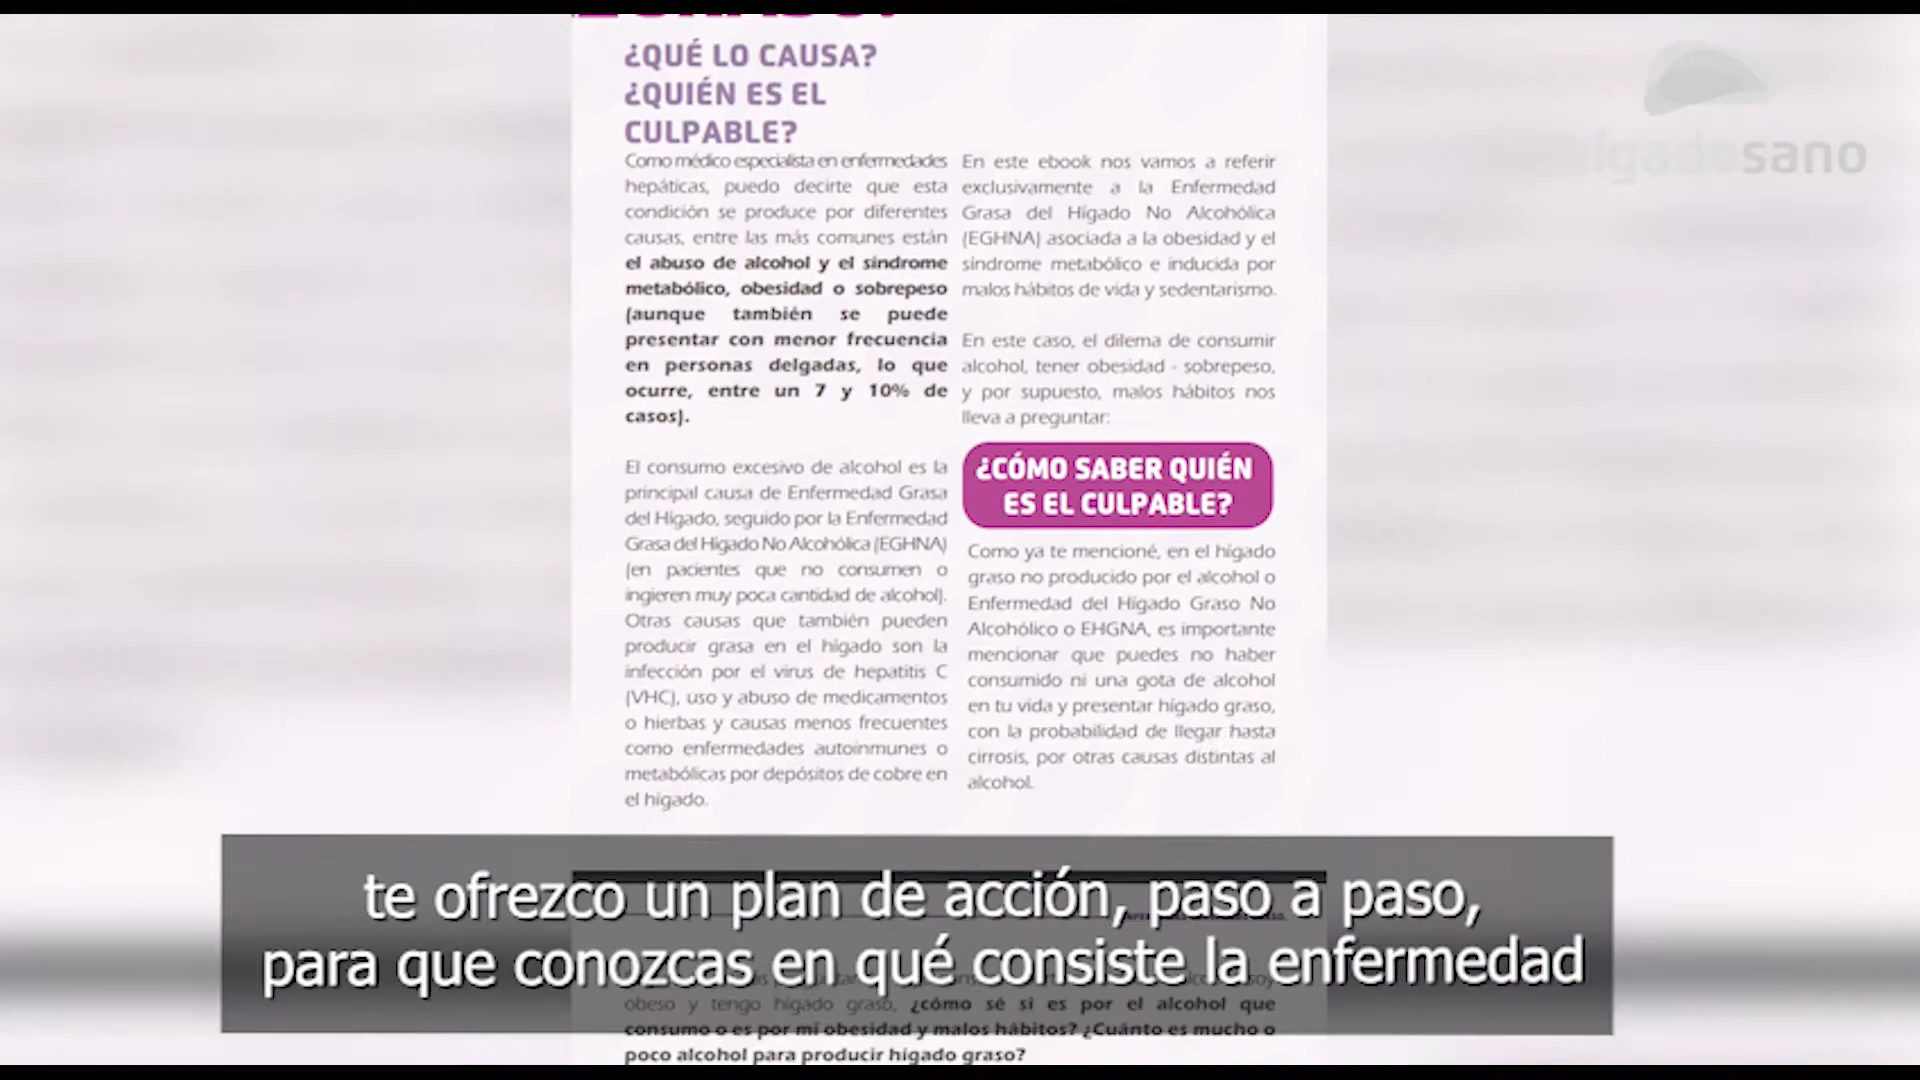 ¿QUÉ LO CAUSA?
¿QUIÉN ES EL
CULPABLE?
Como médico especialista en enfermedades
hepáticas, puedo decirte que esta
condición se produce por diferentes
causas, entre las más comunes están
el abuso de alcohol y el síndrome
metabólico, obesidad o sobrepeso
(aunque también se puede
presentar con menor frecuencia
en personas delgadas, lo que
ocurre, entre un 7 y 10% de
casos).
El consumo excesivo de alcohol es la
principal causa de Enfermedad Grasa
del Hígado, seguido por la Enfermedad
Grasa del Hígado No Alcohólica (EGHNA)
(en pacientes que no consumen o
ingieren muy poca cantidad de alcohol).
Otras causas que también pueden
producir grasa en el hígado son la
infección por el virus de hepatitis C
(VHC), uso y abuso de medicamentos
o hierbas y causas menos frecuentes
como enfermedades autoinmunes o
metabólicas por depósitos de cobre en
el hígado.
En este ebook nos vamos a referir
exclusivamente a la Enfermedad
Grasa del Hígado No Alcohólica
(EGHNA) asociada a la obesidad y el
síndrome metabólico e inducida por
malos hábitos de vida y sedentarismo.
En este caso, el dilema de consumir
alcohol, tener obesidad - sobrepeso,
y por supuesto, malos hábitos nos
lleva a preguntar:
¿CÓMO SABER QUIÉN
ES EL CULPABLE?
Como ya te mencioné, en el hígado
graso no producido por el alcohol o
Enfermedad del Hígado Graso No
Alcohólico o EHGNA, es importante
mencionar que puedes no haber
consumido ni una gota de alcohol
en tu vida y presentar hígado graso,
con la probabilidad de llegar hasta
cirrosis, por otras causas distintas al
alcohol.
hígadosano
te ofrezco un plan de acción, paso a paso,
para que conozcas en qué consiste la enfermedad
obeso y tengo hígado graso, ¿cómo sé si es por el alcohol que
consumo o es por mi obesidad y malos hábitos? ¿Cuánto es mucho o
poco alcohol para producir hígado graso?